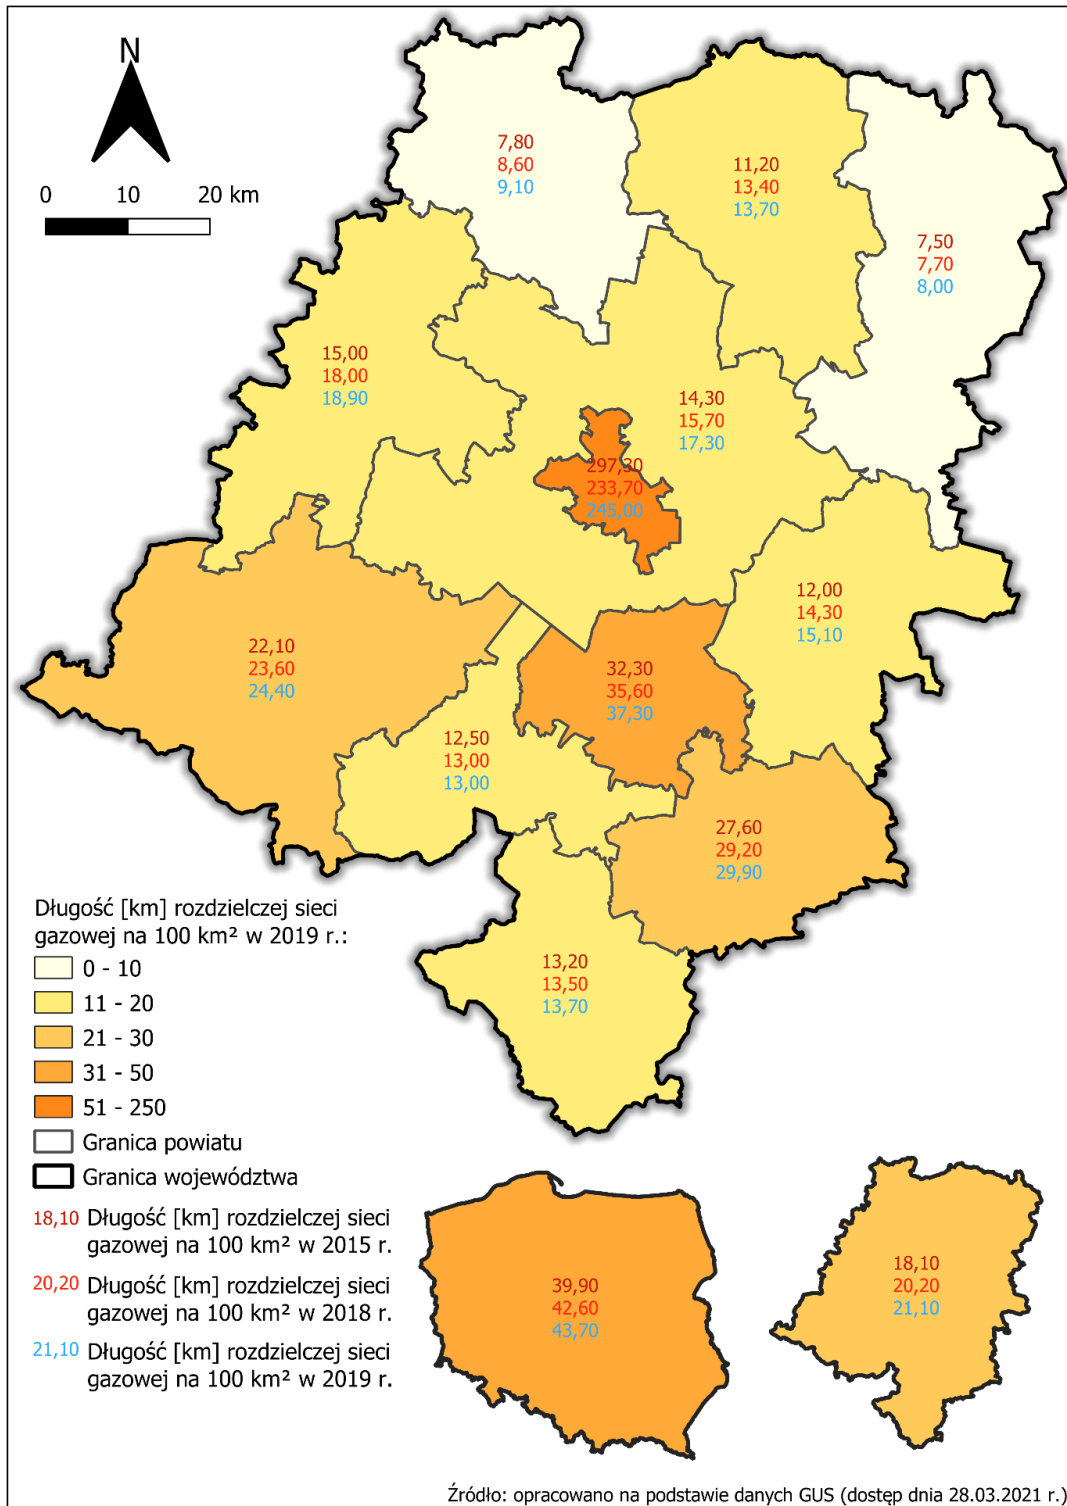 N
0 10 20 km
7,80
8,60
9,10
11,20
13,40
13,70
7,50
7,70
8,00
15,00
18,00
18,90
14,30
15,70
17,30
297,30
233,70
245,00
12,00
14,30
15,10
22,10
23,60
24,40
32,30
35,60
37,30
12,50
13,00
13,00
27,60
29,20
29,90
13,20
13,50
13,70
Długość [km] rozdzielczej sieci
gazowej na 100 km² w 2019 r.:
0 - 10
11 - 20
21 - 30
31 - 50
51 - 250
Granica powiatu
Granica województwa
18,10 Długość [km] rozdzielczej sieci
gazowej na 100 km² w 2015 r.
20,20 Długość [km] rozdzielczej sieci
gazowej na 100 km² w 2018 r.
21,10 Długość [km] rozdzielczej sieci
gazowej na 100 km² w 2019 r.
39,90
42,60
43,70
18,10
20,20
21,10
Źródło: opracowano na podstawie danych GUS (dostęp dnia 28.03.2021 r.)